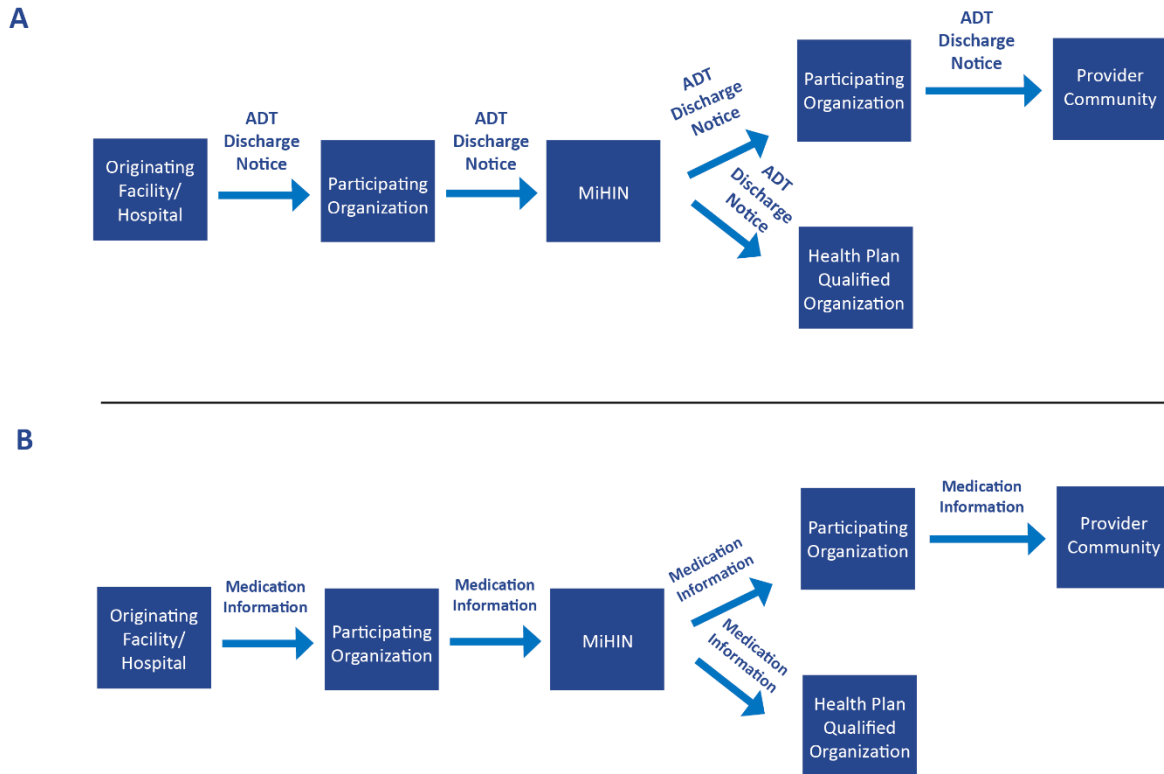 A
ADT
Discharge
Notice
ADT
Discharge
Notice
ADT
Discharge
Notice
ADT
Discharge
Notice
ADT
Discharge
Notice
Originating
Facility/
Hospital
Participating
Organization
MiHIN
Participating
Organization
Provider
Community
Health Plan
Qualified
Organization
B
Medication
Information
Medication
Information
Medication
Information
Medication
Information
Medication
Information
Originating
Facility/
Hospital
Participating
Organization
MiHIN
Participating
Organization
Provider
Community
Health Plan
Qualified
Organization